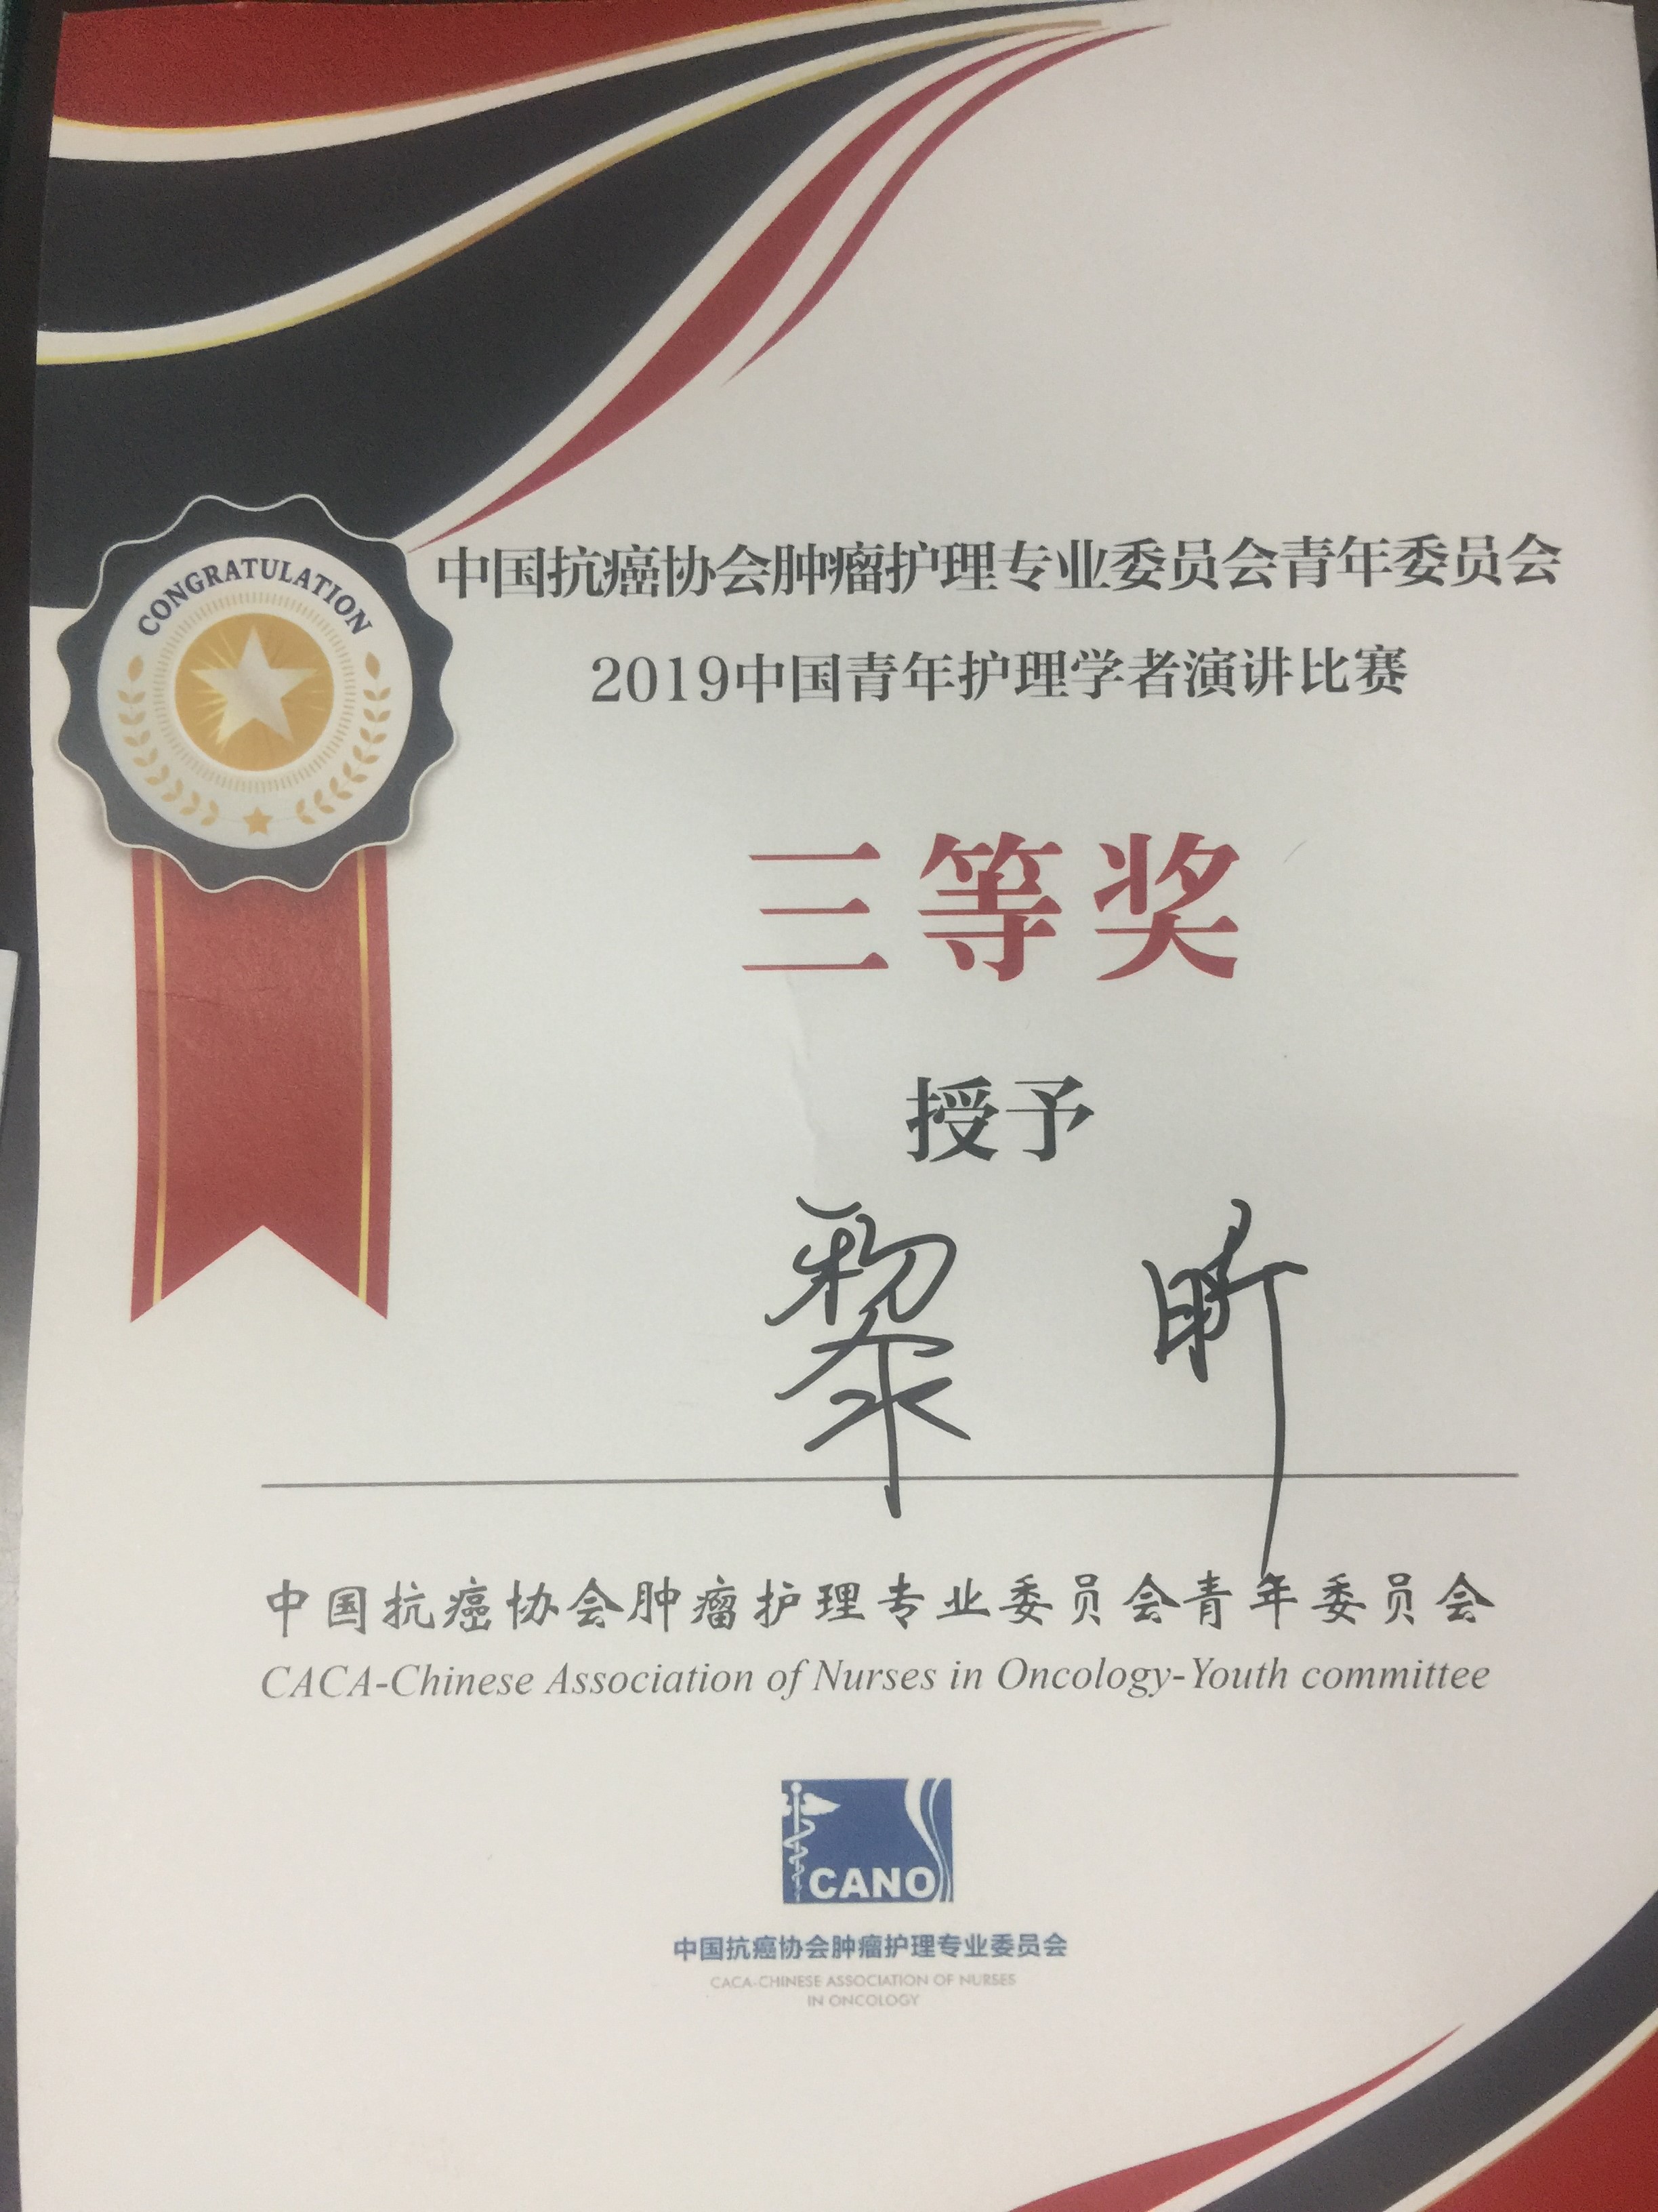 CONGRATULATION
中国抗癌协会肿瘤护理专业委员会青年委员会
2019中国青年护理学者演讲比赛
三等奖
授予
黎 昕
中国抗癌协会肿瘤护理专业委员会青年委员会
CACA-Chinese Association of Nurses in Oncology-Youth committee
CANO
中国抗癌协会肿瘤护理专业委员会
CACA-CHINESE ASSOCIATION OF NURSES
IN ONCOLOGY